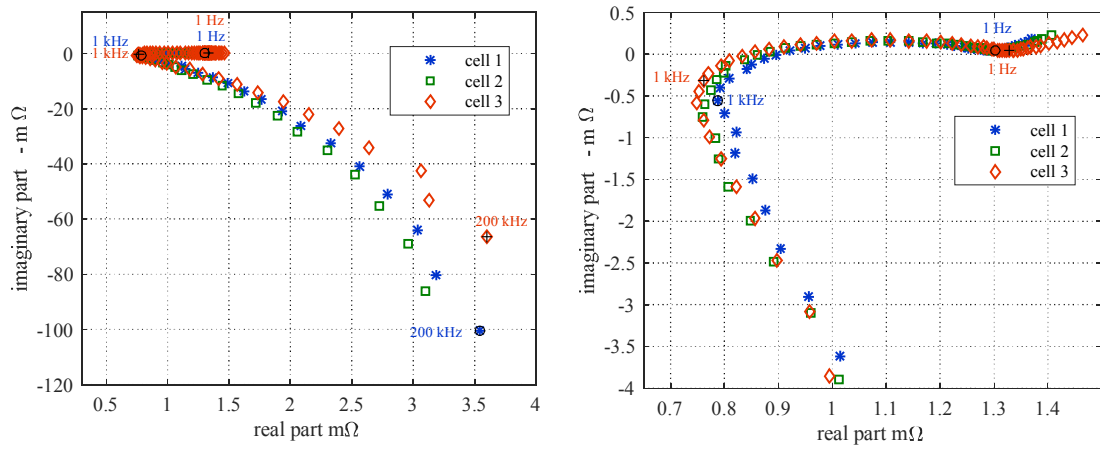 1 kHz
1 Hz
1 kHz
1 Hz
cell 1
cell 2
cell 3
200 kHz
200 kHz
0
-20
-40
-60
-80
-100
-120
0.5
1
1.5
2
2.5
3
3.5
4
real part mΩ
imaginary part - m Ω
1 Hz
1 kHz
1 Hz
1 kHz
cell 1
cell 2
cell 3
0.5
0
-0.5
-1
-1.5
-2
-2.5
-3
-3.5
-4
0.7
0.8
0.9
1
1.1
1.2
1.3
1.4
real part mΩ
imaginary part - m Ω